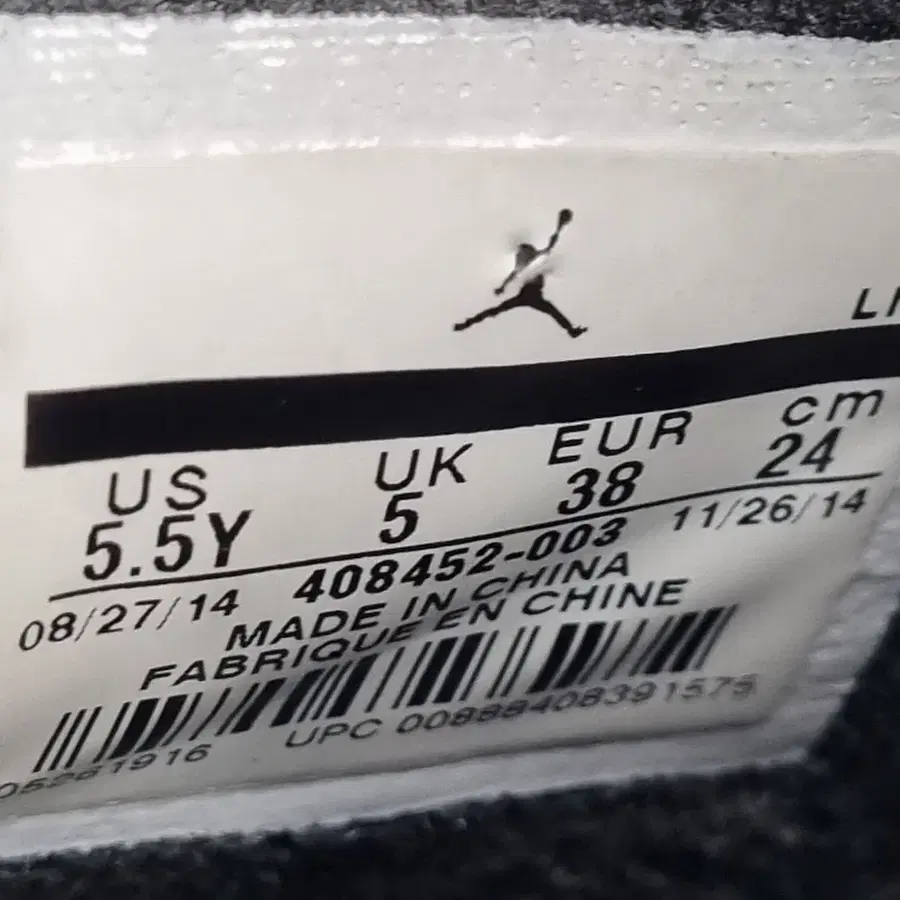 US UK EUR cm
5.5Y 5 38 24
08/27/14 408452-003 11/26/14
MADE IN CHINA
FABRIQUE EN CHINE
UPC 00888408391575